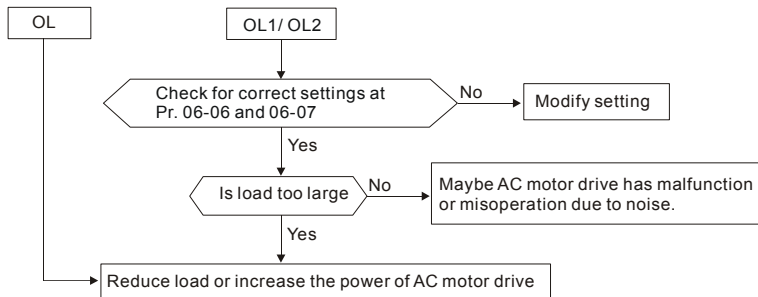 OL
OL1/ OL2
Check for correct settings at
Pr. 06-06 and 06-07
No
Modify setting
Yes
Is load too large
No
Maybe AC motor drive has malfunction
or misoperation due to noise.
Yes
Reduce load or increase the power of AC motor drive